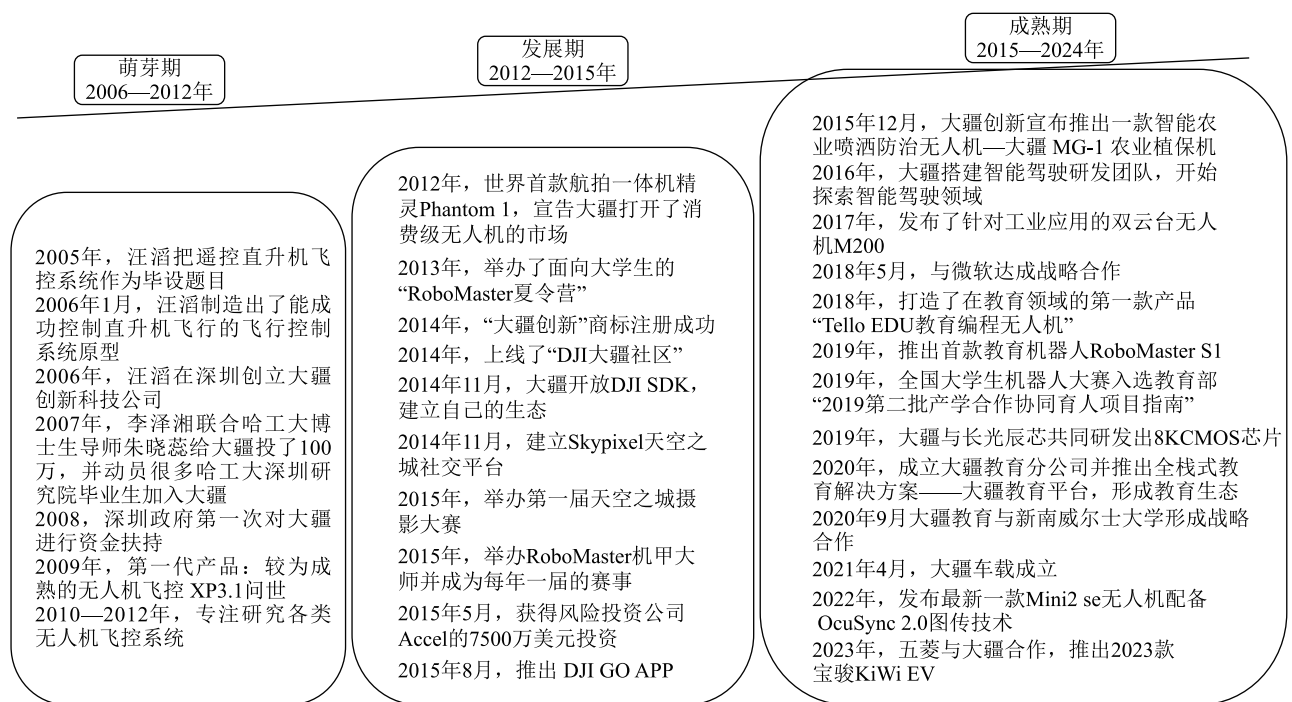 萌芽期
2006—2012年
发展期
2012—2015年
成熟期
2015—2024年
2005年，汪滔把遥控直升机飞
控系统作为毕设题目
2006年1月，汪滔制造出了能成
功控制直升机飞行的飞行控制
系统原型
2006年，汪滔在深圳创立大疆
创新科技公司
2007年，李泽湘联合哈工大博
士生导师朱晓蕊给大疆投了100
万，并动员很多哈工大深圳研
究院毕业生加入大疆
2008，深圳政府第一次对大疆
进行资金扶持
2009年，第一代产品：较为成
熟的无人机飞控 XP3.1问世
2010—2012年，专注研究各类
无人机飞控系统
2012年，世界首款航拍一体机精
灵Phantom 1，宣告大疆打开了消
费级无人机的市场
2013年，举办了面向大学生的
“RoboMaster夏令营”
2014年，“大疆创新”商标注册成功
2014年，上线了“DJI大疆社区”
2014年11月，大疆开放DJI SDK，
建立自己的生态
2014年11月，建立Skypixel天空之
城社交平台
2015年，举办第一届天空之城摄
影大赛
2015年，举办RoboMaster机甲大
师并成为每年一届的赛事
2015年5月，获得风险投资公司
Accel的7500万美元投资
2015年8月，推出 DJI GO APP
2015年12月，大疆创新宣布推出一款智能农
业喷洒防治无人机—大疆 MG-1 农业植保机
2016年，大疆搭建智能驾驶研发团队，开始
探索智能驾驶领域
2017年，发布了针对工业应用的双云台无人
机M200
2018年5月，与微软达成战略合作
2018年，打造了在教育领域的第一款产品
“Tello EDU教育编程无人机”
2019年，推出首款教育机器人RoboMaster S1
2019年，全国大学生机器人大赛入选教育部
“2019第二批产学合作协同育人项目指南”
2019年，大疆与长光辰芯共同研发出8KCMOS芯片
2020年，成立大疆教育分公司并推出全栈式教
育解决方案——大疆教育平台，形成教育生态
2020年9月大疆教育与新南威尔士大学形成战略
合作
2021年4月，大疆车载成立
2022年，发布最新一款Mini2 se无人机配备
OcuSync 2.0图传技术
2023年，五菱与大疆合作，推出2023款
宝骏KiWi EV